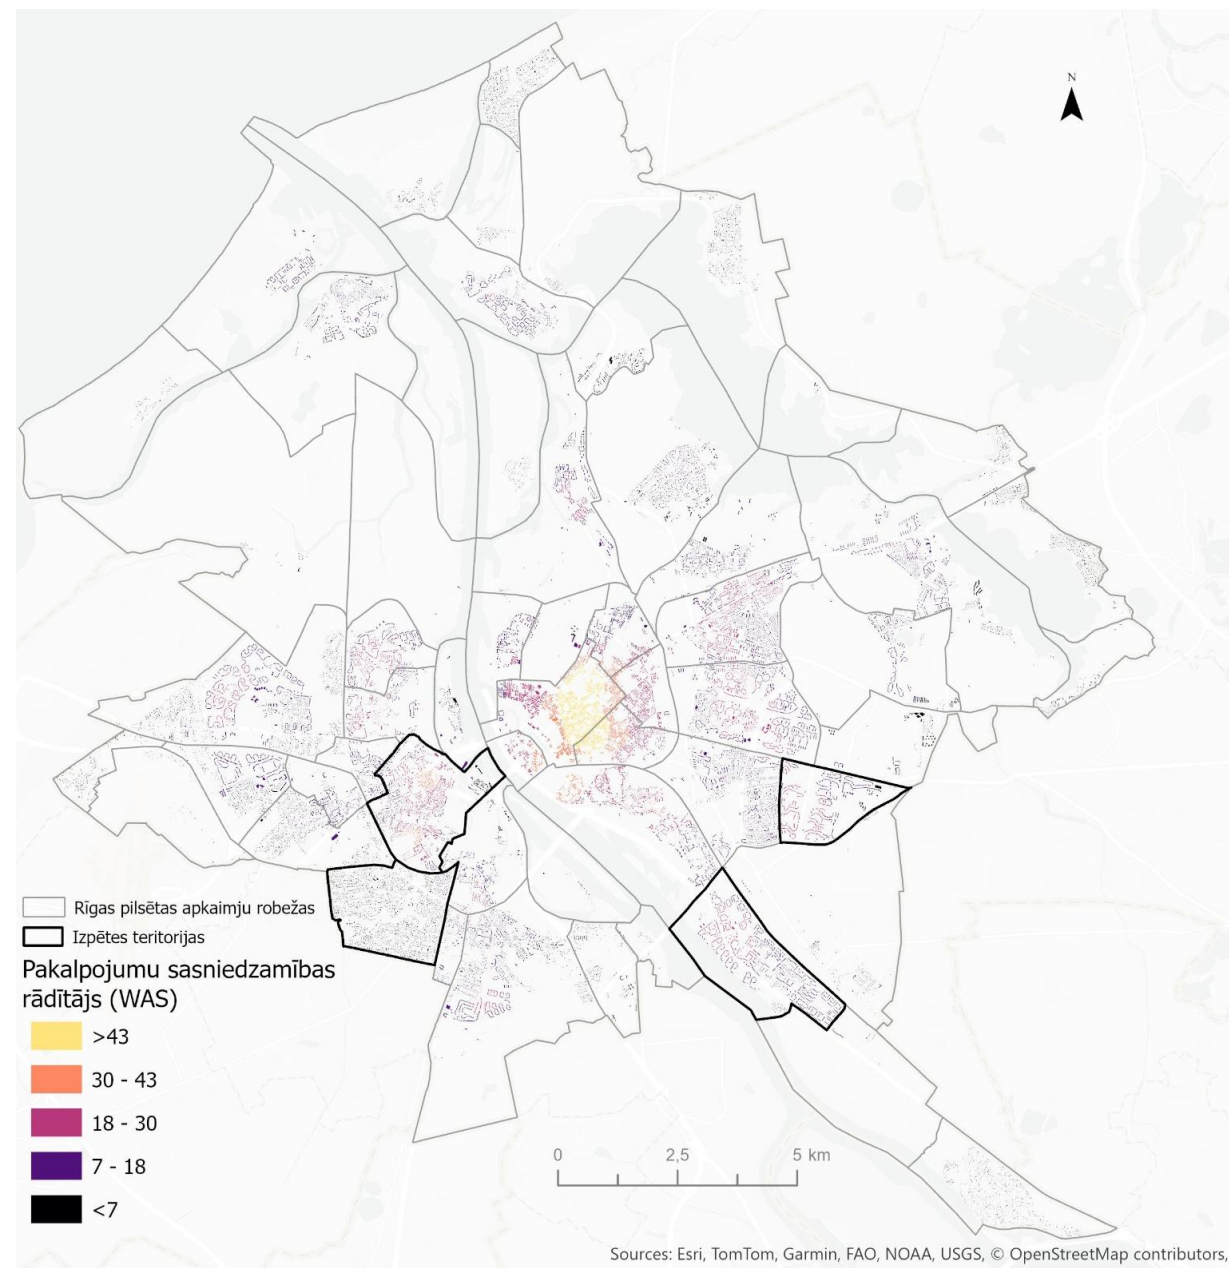 N
Rīgas pilsētas apkaimju robežas
Izpētes teritorijas
Pakalpojumu sasniedzamības
rādītājs (WAS)
>43
30 - 43
18 - 30
7 - 18
<7
0 2,5 5 km
Sources: Esri, TomTom, Garmin, FAO, NOAA, USGS, © OpenStreetMap contributors,